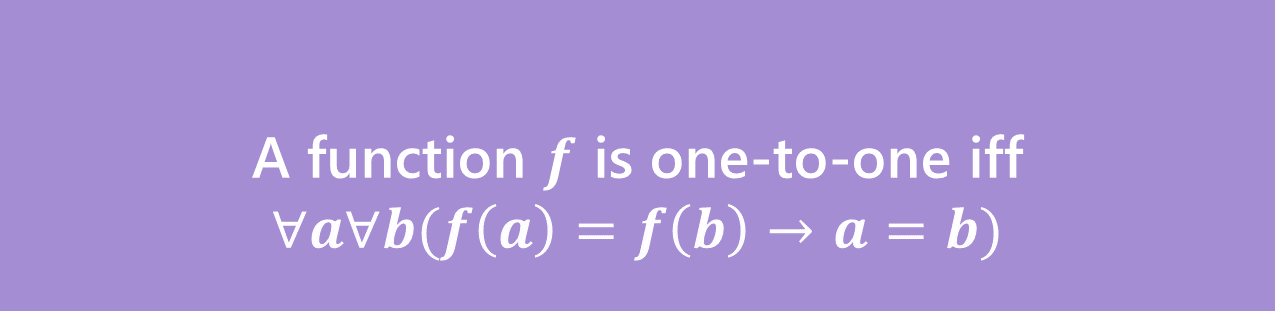 A function f is one-to-one iff
∀a∀b(f(a) = f(b) → a = b)